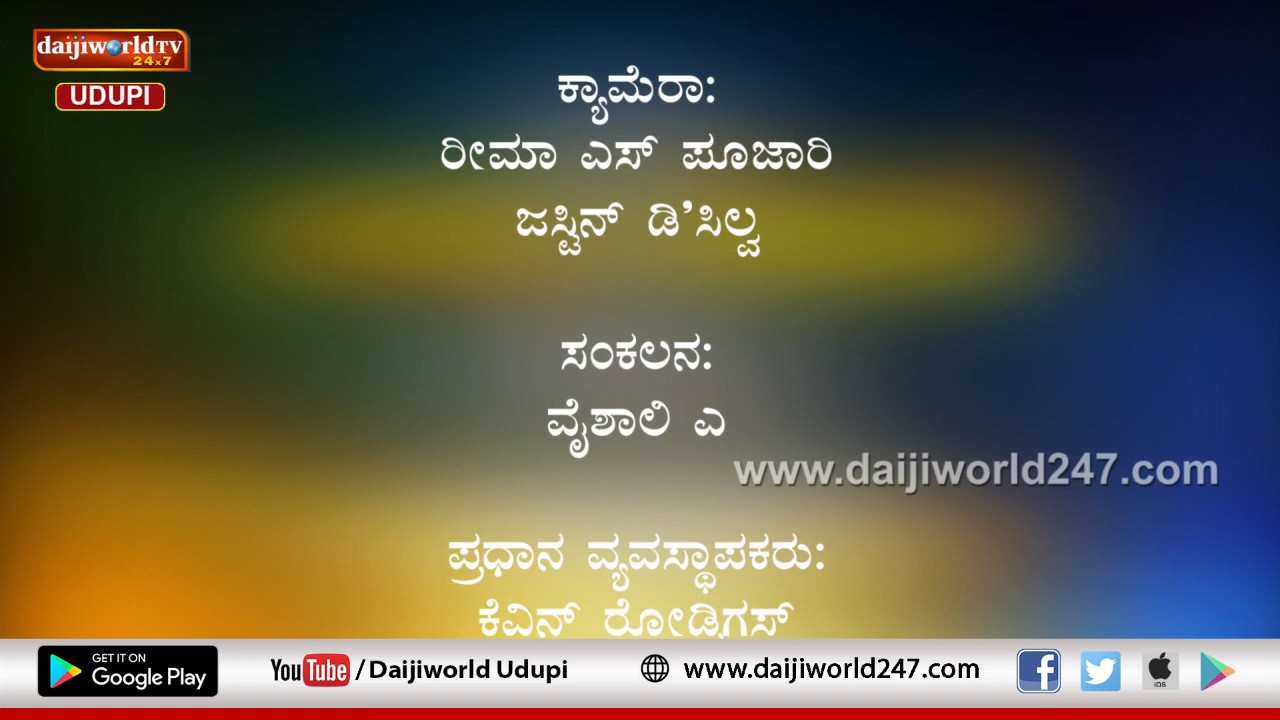 daijiworldTV
24x7
UDUPI
ಕ್ಯಾಮೆರಾ:
ರೀಮಾ ಎಸ್ ಪೂಜಾರಿ
ಜಸ್ಟಿನ್ ಡಿ'ಸಿಲ್ವ
ಸಂಕಲನ:
ವೈಶಾಲಿ ಎ
www.daijiworld247.com
ಪ್ರಧಾನ ವ್ಯವಸ್ಥಾಪಕರು:
ಕೆವಿನ್
GET IT ON
Google Play
YouTube /Daijiworld Udupi
www.daijiworld247.com
f
iOS